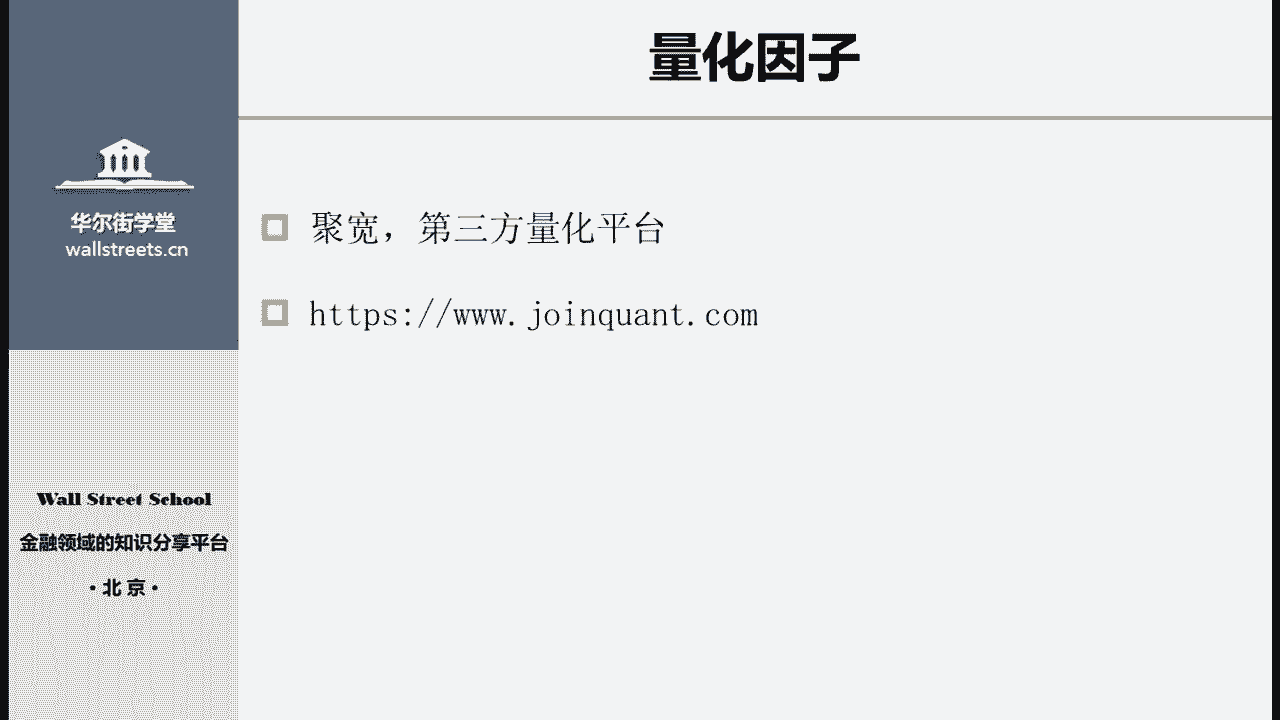 量化因子
华尔街学堂
wallstreets.cn
聚宽，第三方量化平台
https://www.joinquant.com
Wall Street School
金融领域的知识分享平台
·北京·